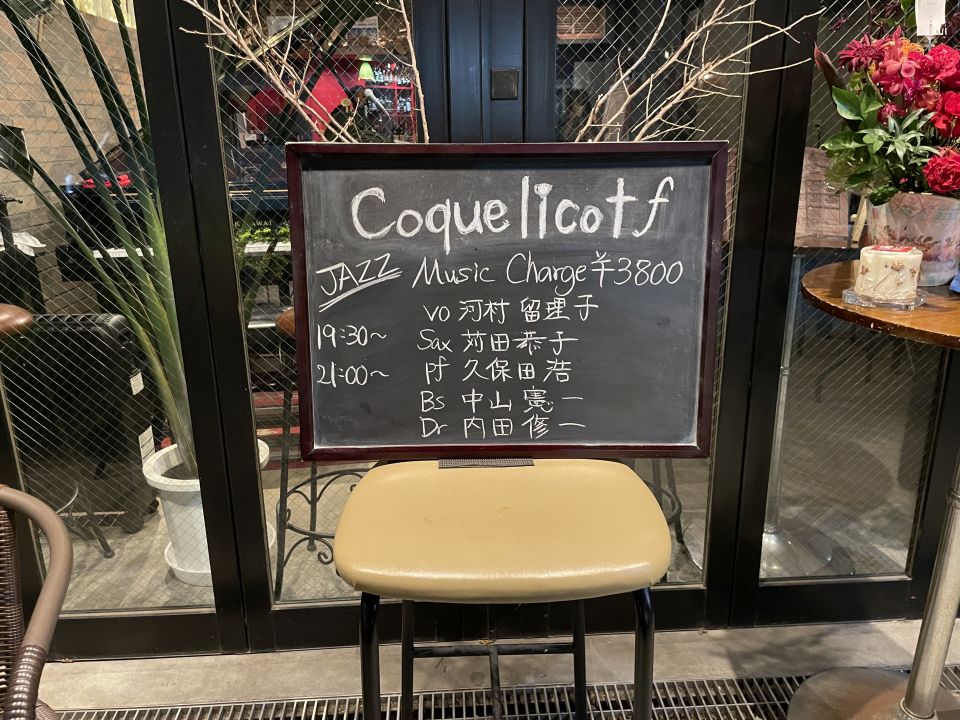 Coquelicot f
JAZZ Music Charge ¥3800
vo 河村 留理子
19:30~ Sax 苅田恭子
21:00~ pf 久保田浩
Bs 中山憲一
Dr 内田修一